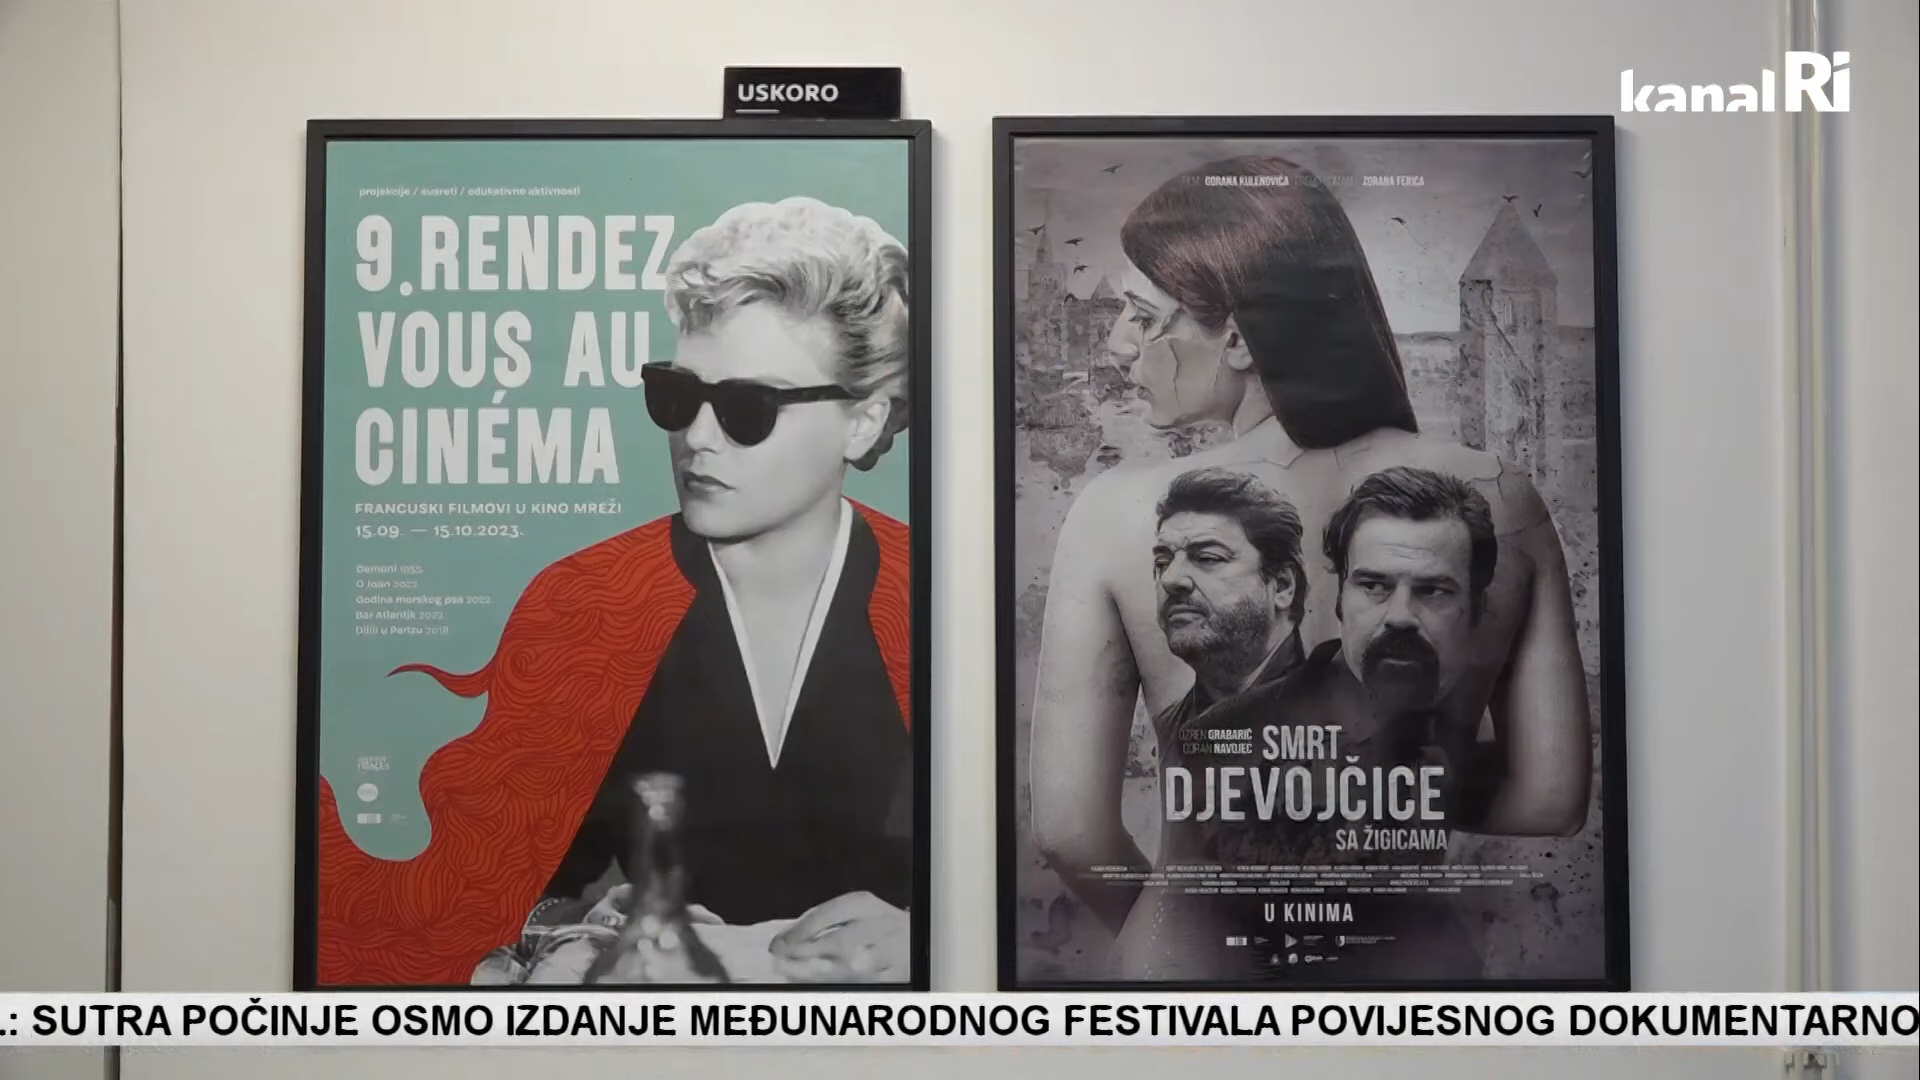 USKORO
kanal Ri
projekcije / susreti / edukativne aktivnosti
9. RENDEZ
VOUS AU
CINÉMA
FRANCUSKI FILMOVI U KINO MREŽI
15.09. — 15.10.2023.
Demoni 1955.
O Joan 2022.
Godina morskog psa 2022.
Bar Atlantik 2022.
Dilili u Parizu 2018.
GORANA KULENOVIĆA
ZORANA FERIĆA
OZREN GRABARIĆ
GORAN NAVOJEC
SMRT
DJEVOJČICE
SA ŽIGICAMA
U KINIMA
.: SUTRA POČINJE OSMO IZDANJE MEĐUNARODNOG FESTIVALA POVIJESNOG DOKUMENTARNO